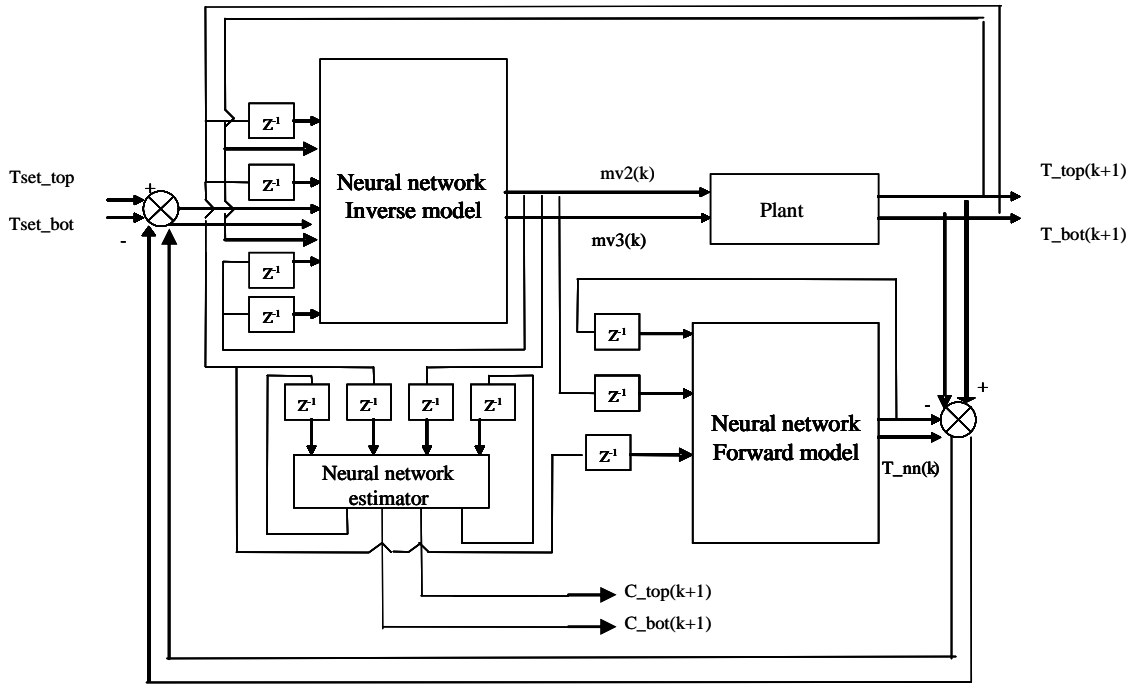 z-1
z-1
Tset_top
+
Tset_bot
-
Neural network
Inverse model
z-1
z-1
mv2(k)
mv3(k)
Plant
T_top(k+1)
T_bot(k+1)
z-1
z-1
z-1
z-1
z-1
z-1
z-1
Neural network
estimator
Neural network
Forward model
-
+
T_nn(k)
C_top(k+1)
C_bot(k+1)